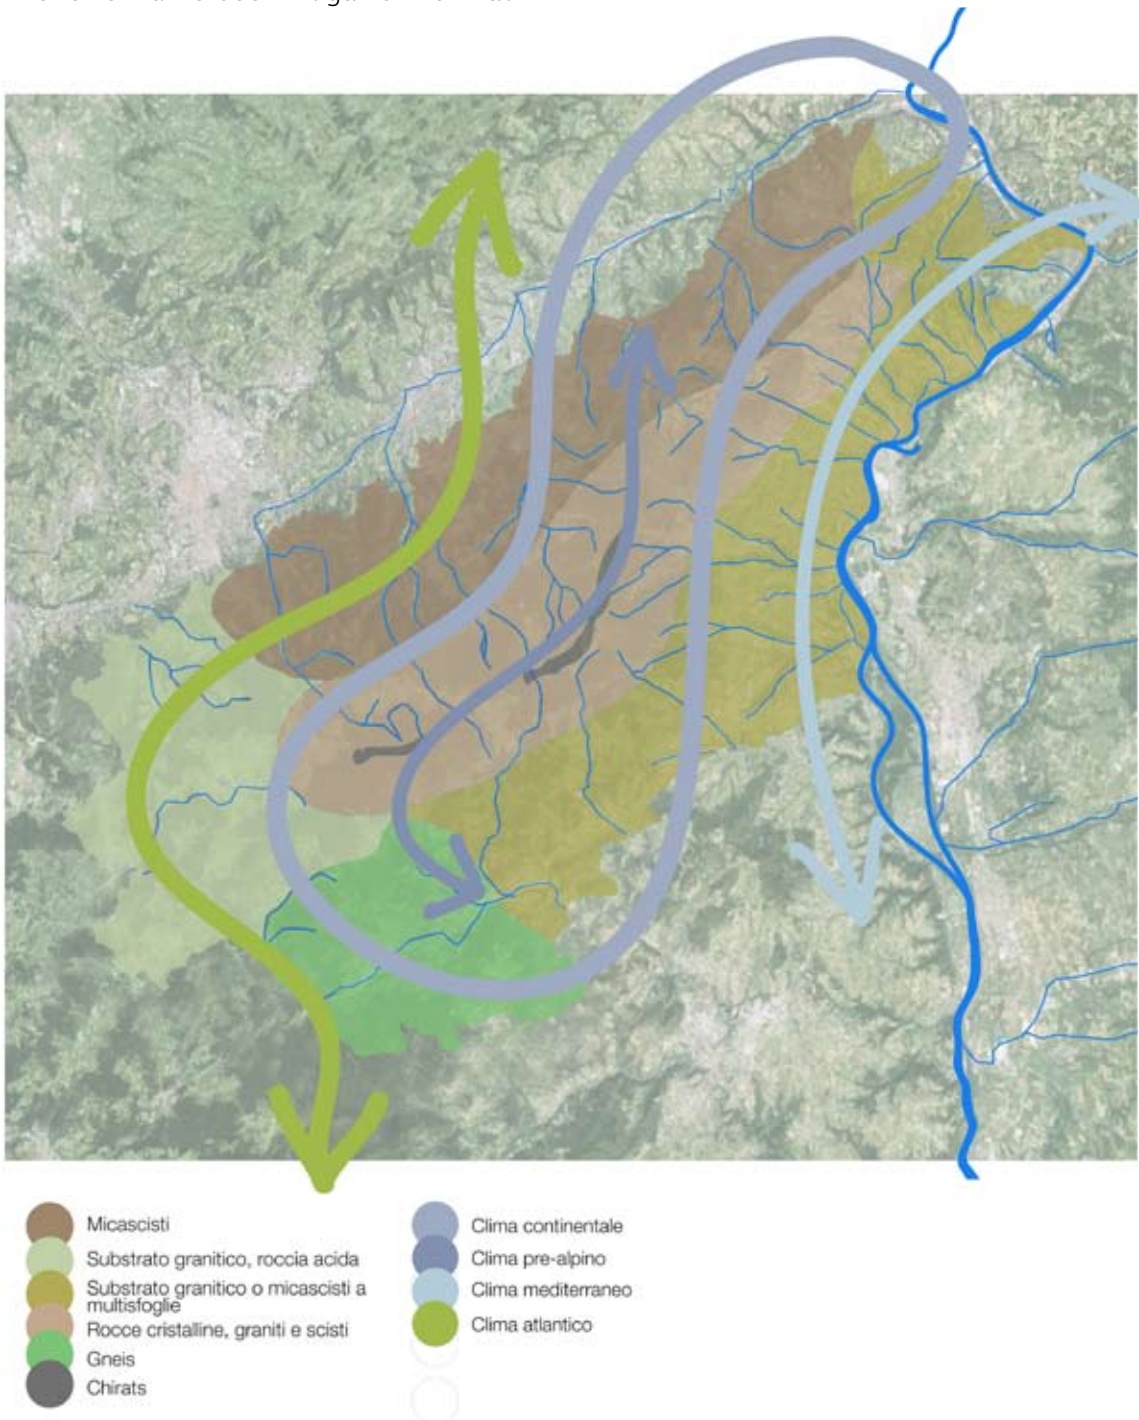 Micascisti
Substrato granitico, roccia acida
Substrato granitico o micascisti a
multisfoglie
Rocce cristalline, graniti e scisti
Gneis
Chirats
Clima continentale
Clima pre-alpino
Clima mediterraneo
Clima atlantico